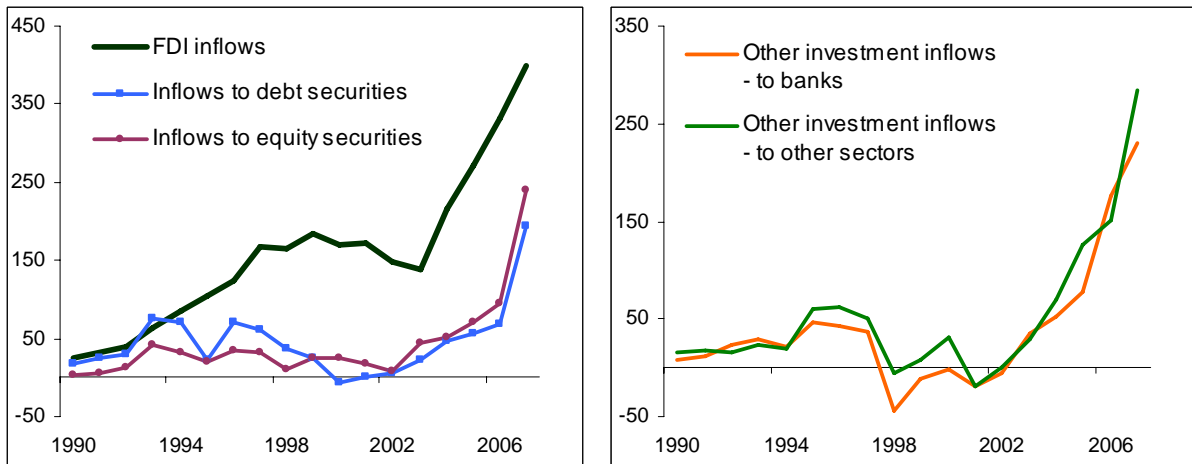 450
350
250
150
50
-50
FDI inflows
Inflows to debt securities
Inflows to equity securities
1990 1994 1998 2002 2006
350
250
150
50
-50
Other investment inflows
- to banks
Other investment inflows
- to other sectors
1990 1994 1998 2002 2006